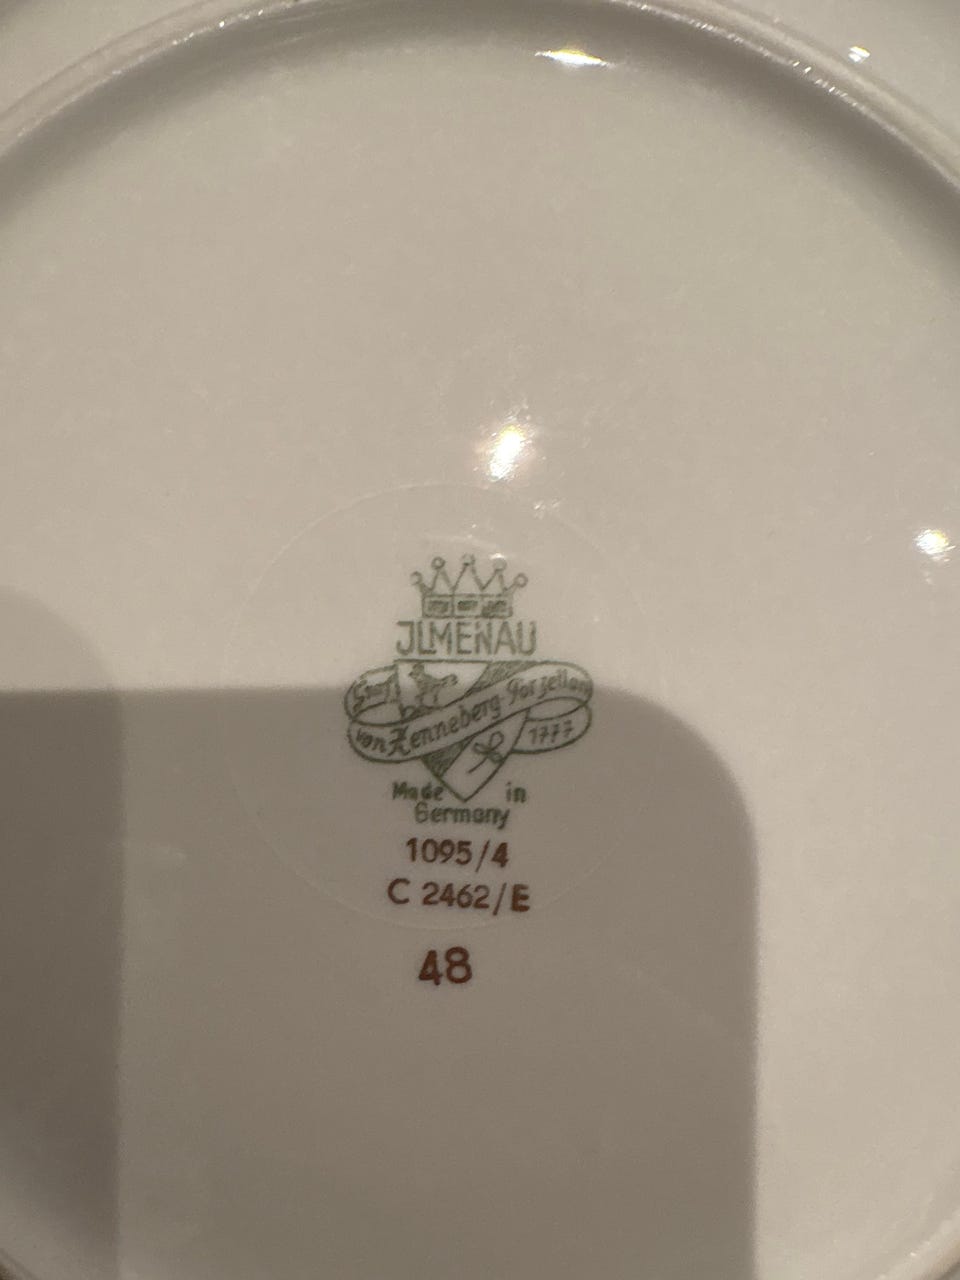 JLMENAU
Graf
von Henneberg Porzellan
1777
Made in
Germany
1095/4
C 2462/E
48